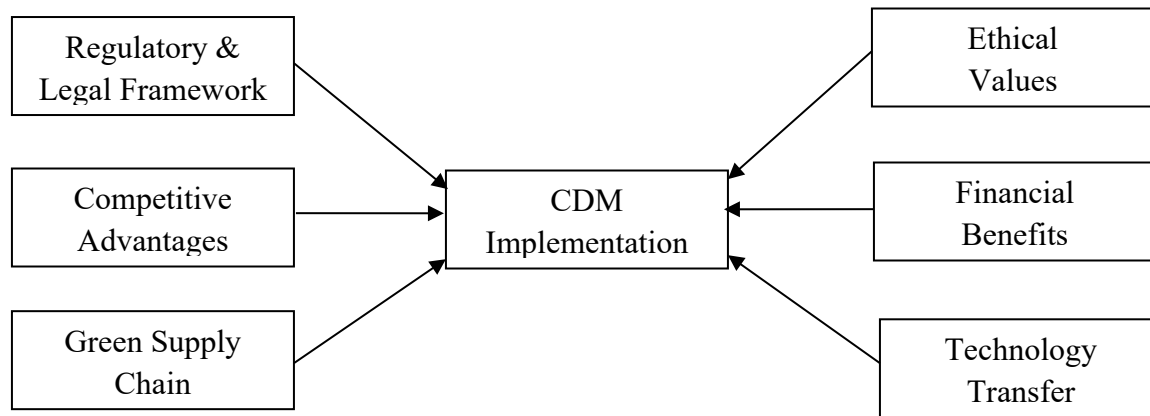 Regulatory &
Legal Framework
Competitive
Advantages
Green Supply
Chain
CDM
Implementation
Ethical
Values
Financial
Benefits
Technology
Transfer